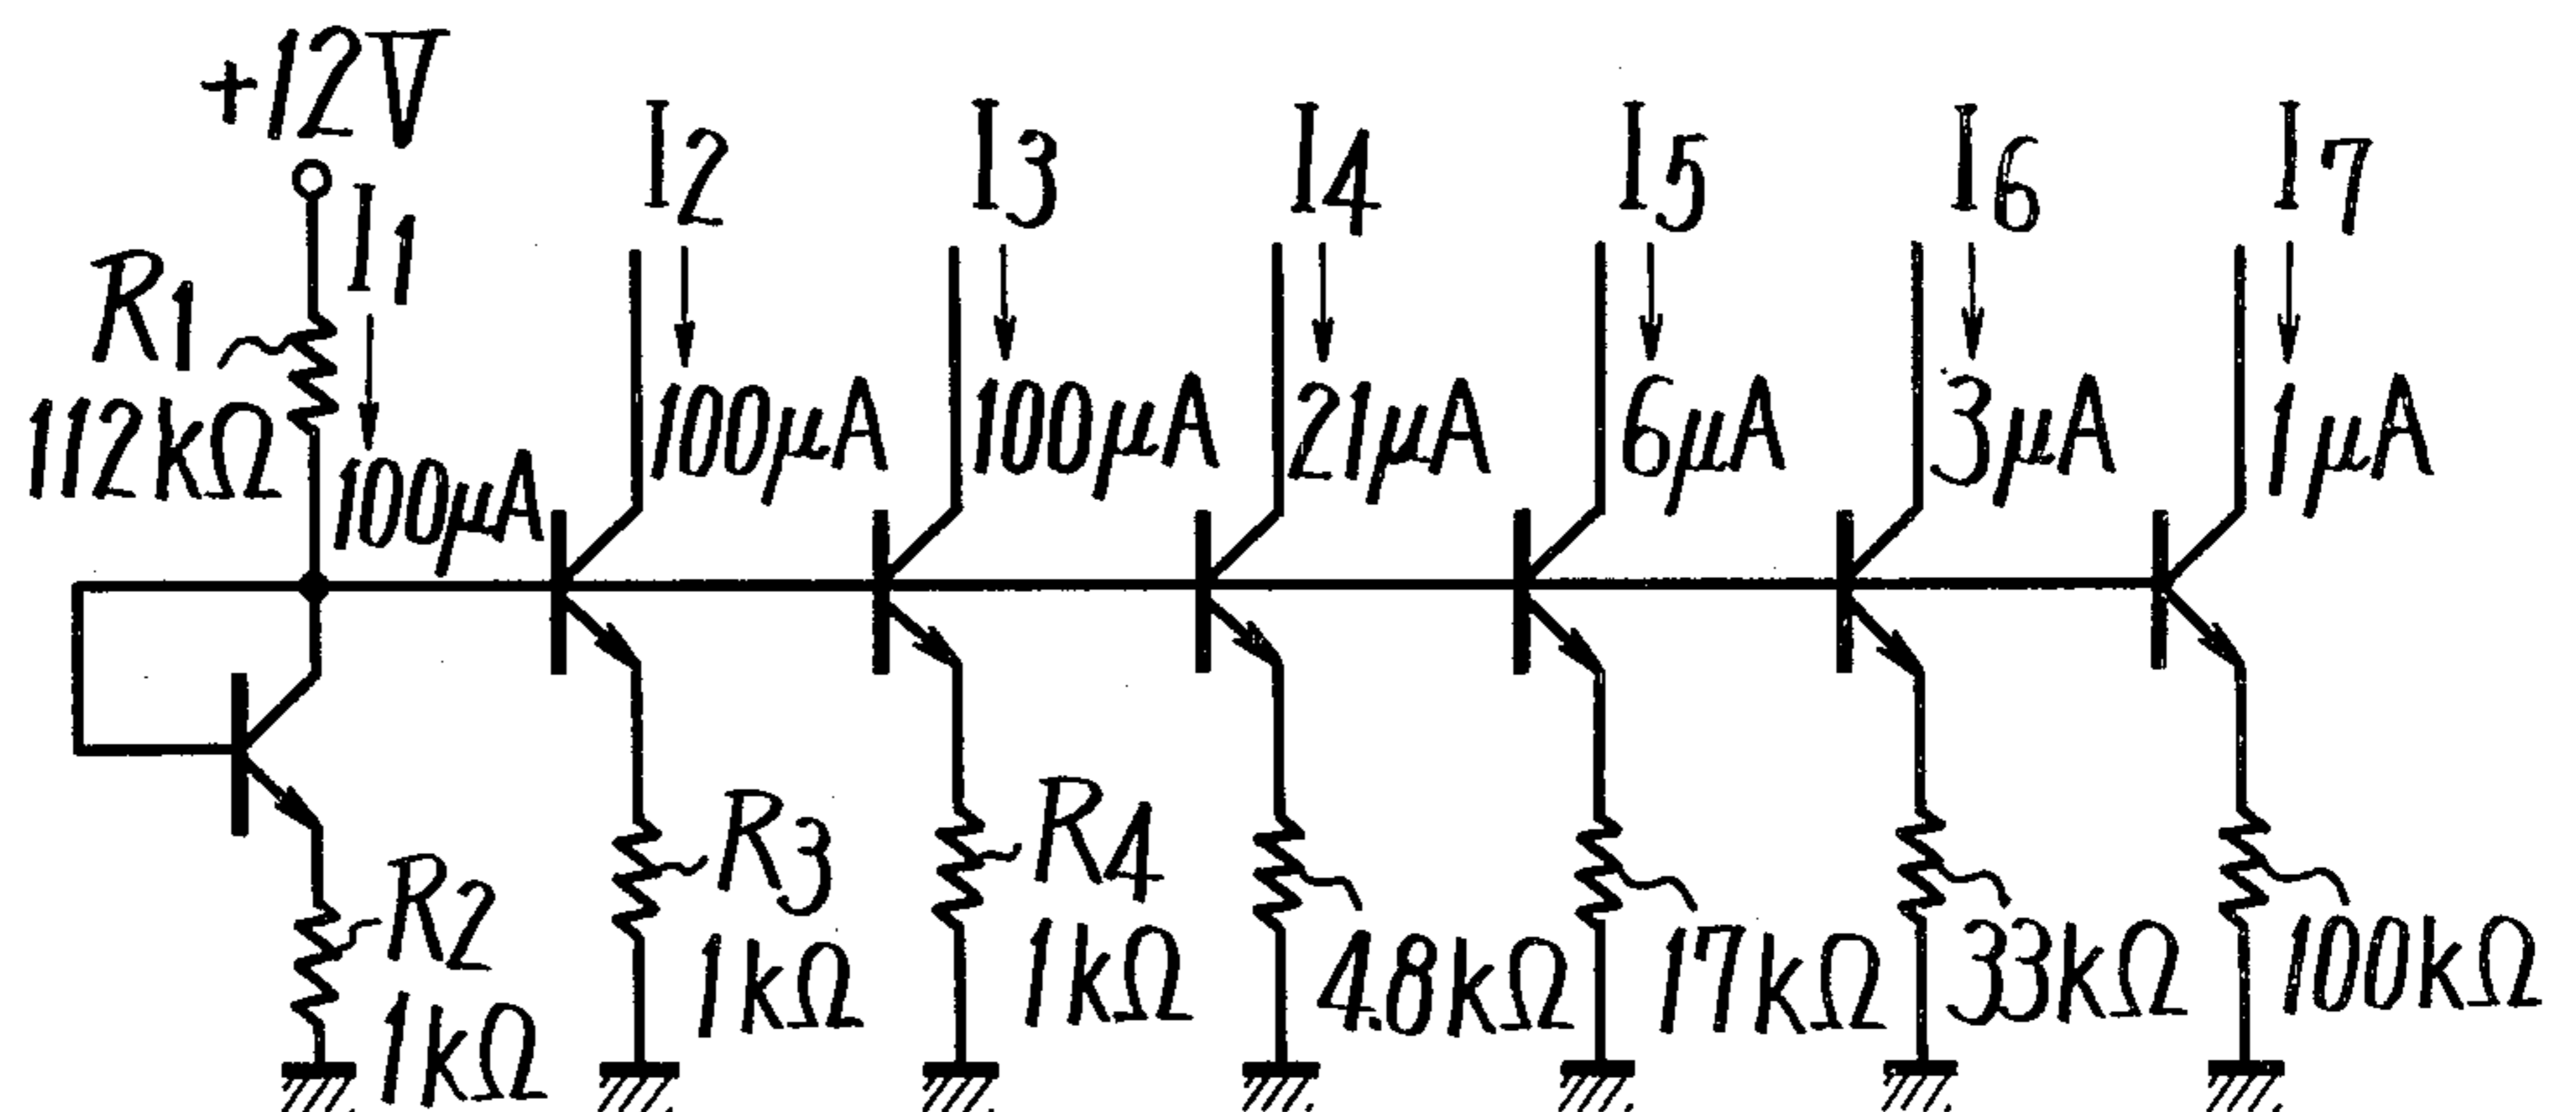 +12V
I1
I2
I3
I4
I5
I6
I7
R1
112kΩ
100μA
100μA
100μA
21μA
6μA
3μA
1μA
R2
1kΩ
R3
1kΩ
R4
1kΩ
4.8kΩ
17kΩ
33kΩ
100kΩ